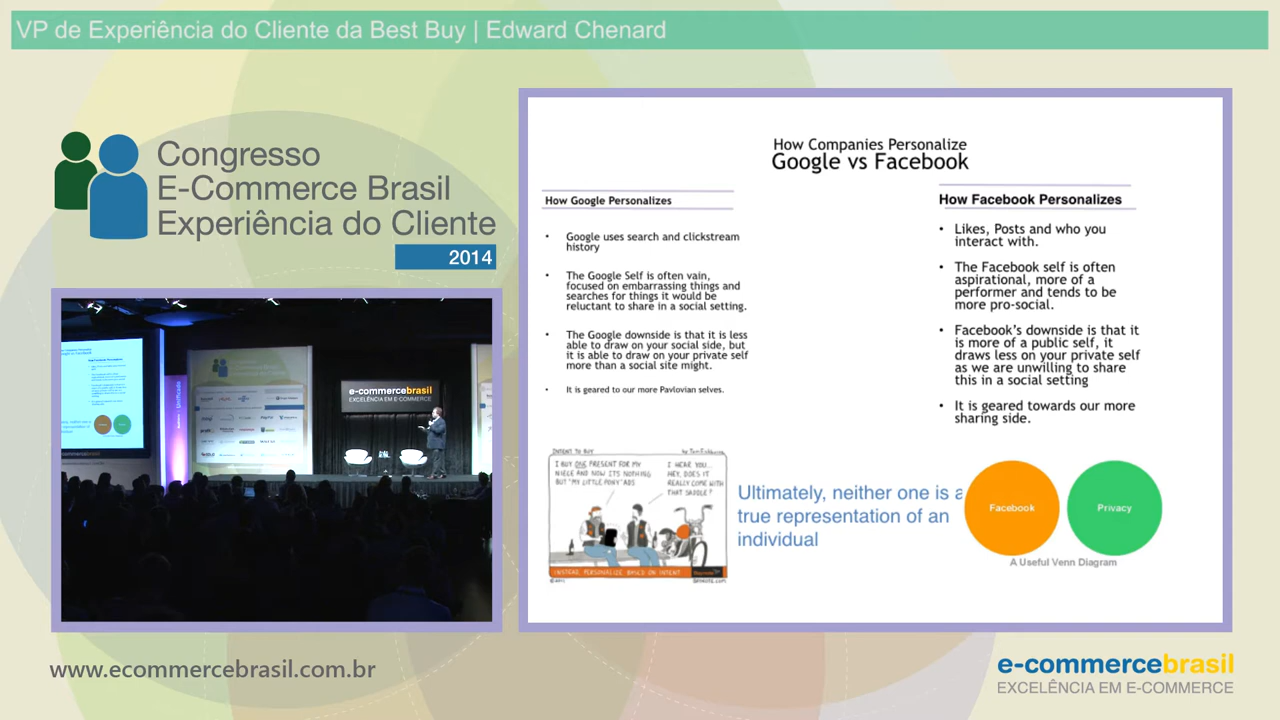 VP de Experiência do Cliente da Best Buy | Edward Chenard
Congresso
E-Commerce Brasil
Experiência do Cliente
2014
e-commercebrasil
EXCELÊNCIA EM E-COMMERCE
How Companies Personalize
Google vs Facebook
How Google Personalizes
• Google uses search and clickstream
history
• The Google Self is often vain,
focused on embarrassing things and
searches for things it would be
reluctant to share in a social setting.
• The Google downside is that it is less
able to draw on your social side, but
it is able to draw on your private self
more than a social site might.
• It is geared to our more Pavlovian selves.
How Facebook Personalizes
• Likes, Posts and who you
interact with.
• The Facebook self is often
aspirational, more of a
performer and tends to be
more pro-social.
• Facebook's downside is that it
is more of a public self, it
draws less on your private self
as we are unwilling to share
this in a social setting
• It is geared towards our more
sharing side.
INTENT TO BUY
by Tom Fishburne
I BUY ONE PRESENT FOR MY
NIECE AND NOW IT'S NOTHING
BUT "MY LITTLE PONY" ADS
I HEAR YOU...
HEY, DOES IT
REALLY COME WITH
THAT SADDLE?
INSTEAD PERSONALIZE BASED ON INTENT
Ultimately, neither one is a
true representation of an
individual
Facebook
Privacy
A Useful Venn Diagram
www.ecommercebrasil.com.br
e-commercebrasil
EXCELÊNCIA EM E-COMMERCE